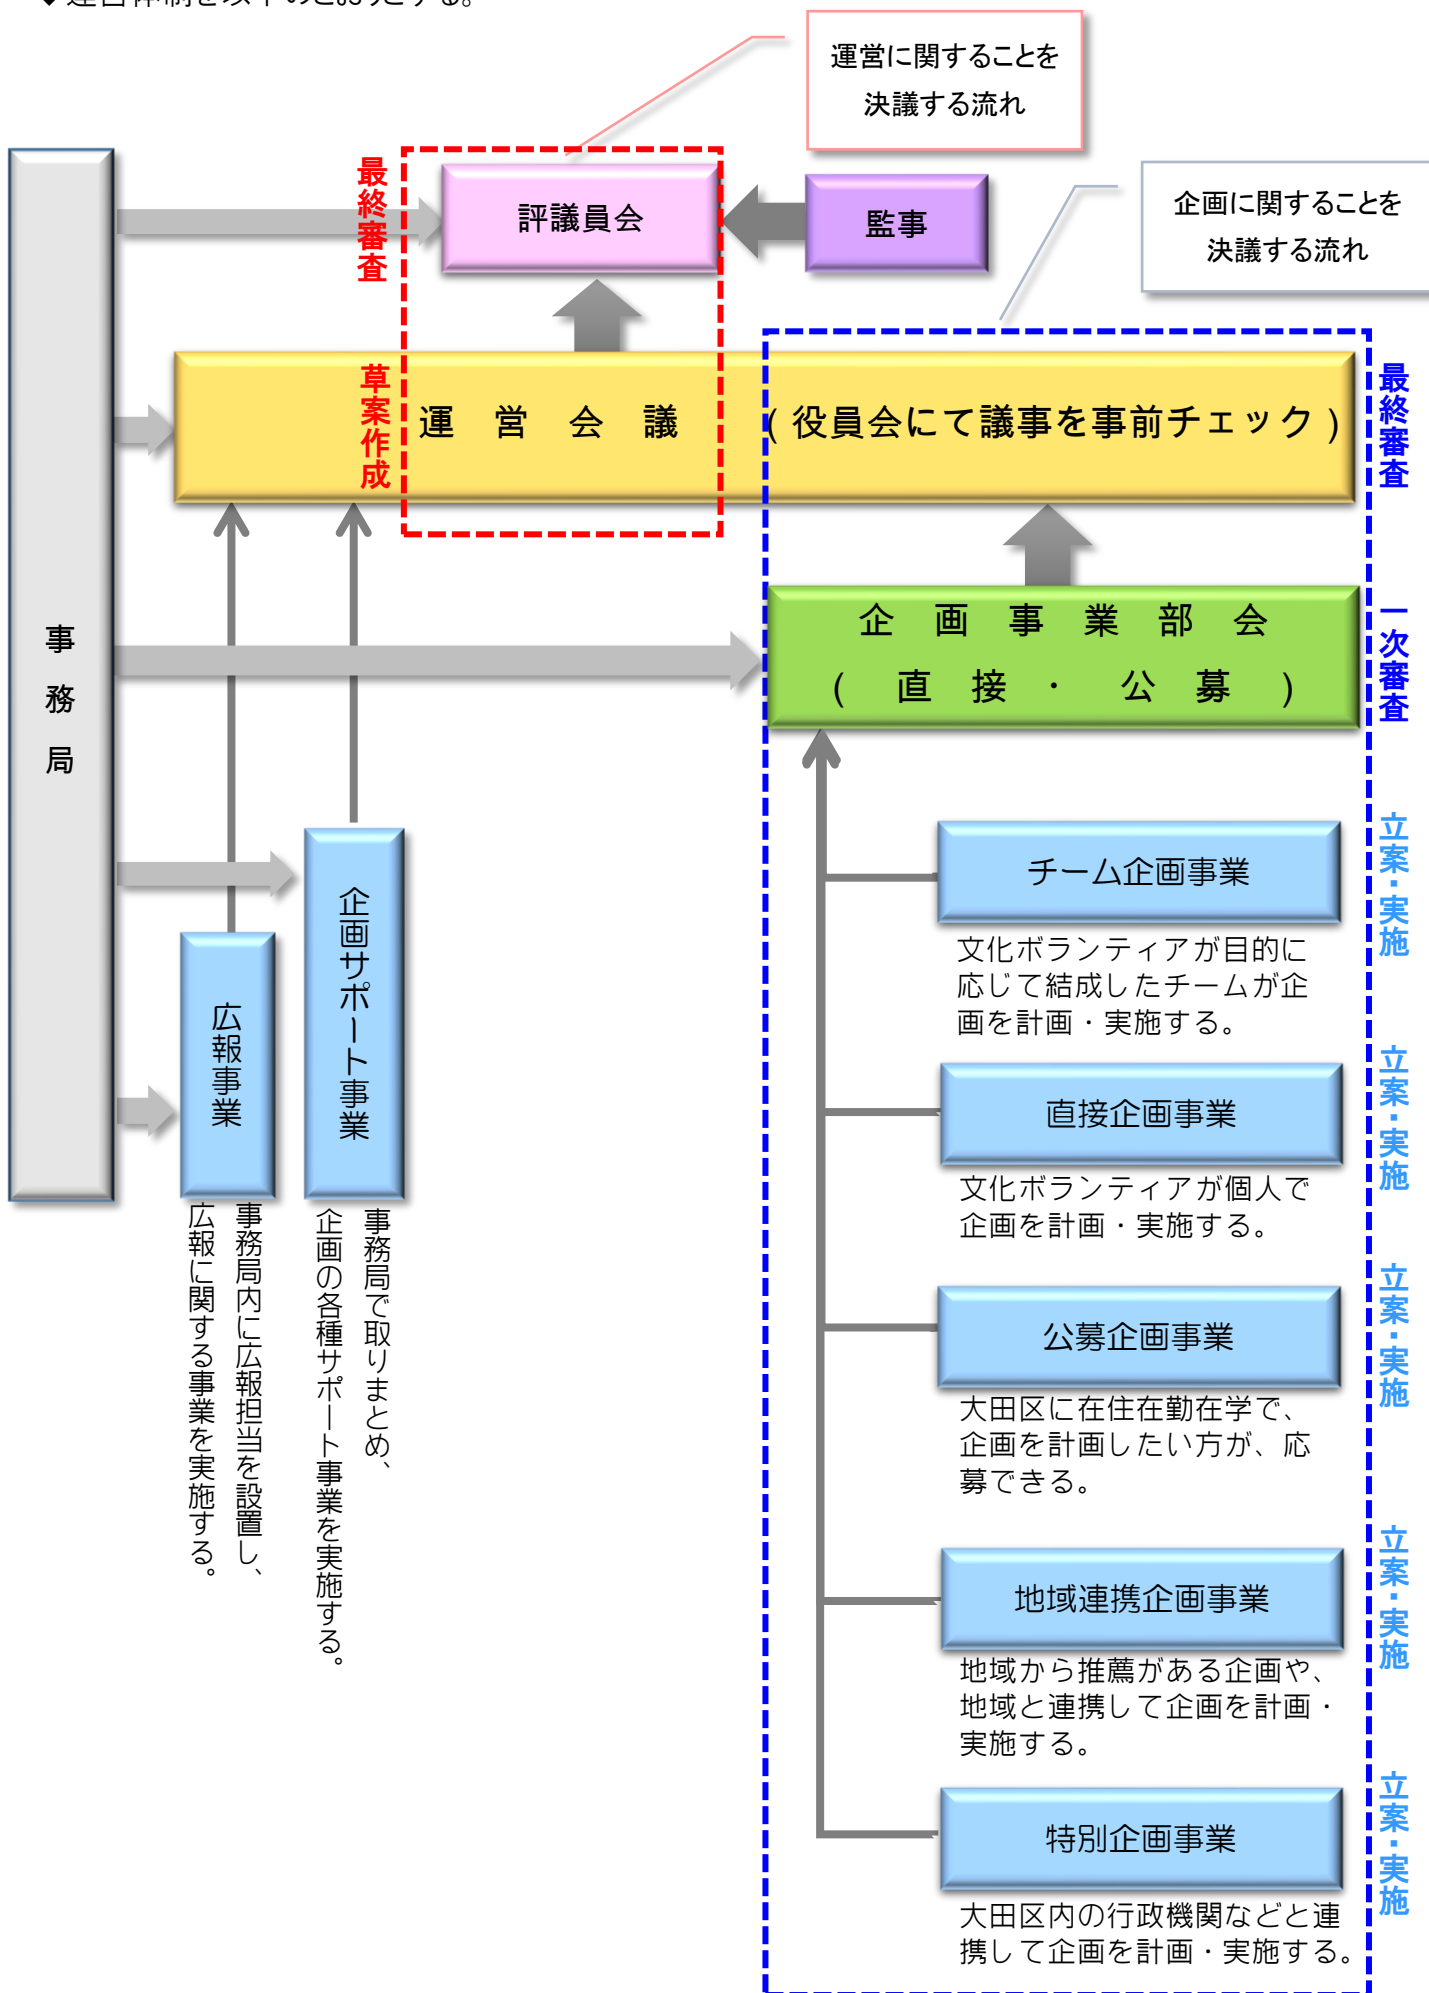 ◆運営体制を以下のとおりとする。
運営に関することを
決議する流れ
企画に関することを
決議する流れ
最終審査
評議員会
監事
草案作成
運営会議
(役員会にて議事を事前チェック)
最終審査
事務局
企画事業部会
(直接・公募)
一次審査
企画サポート事業
事務局で取りまとめ、
企画の各種サポート事業を実施する。
広報事業
事務局内に広報担当を設置し、
広報に関する事業を実施する。
チーム企画事業
立案・実施
文化ボランティアが目的に
応じて結成したチームが企
画を計画・実施する。
直接企画事業
立案・実施
文化ボランティアが個人で
企画を計画・実施する。
公募企画事業
立案・実施
大田区に在住在勤在学で、
企画を計画したい方が、応
募できる。
地域連携企画事業
立案・実施
地域から推薦がある企画や、
地域と連携して企画を計画・
実施する。
特別企画事業
立案・実施
大田区内の行政機関などと連
携して企画を計画・実施する。